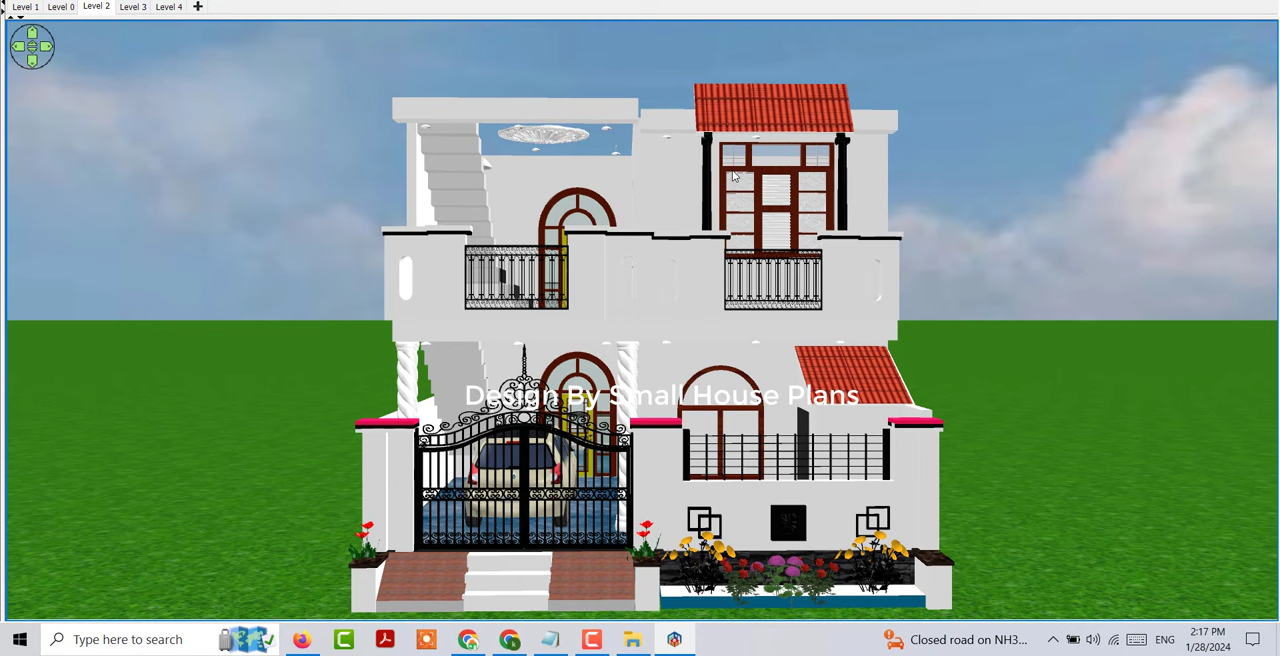 Level 1 Level 0 Level 2 Level 3 Level 4
Design By Small House Plans
Type here to search
Closed road on NH3...
ENG
2:17 PM
1/28/2024